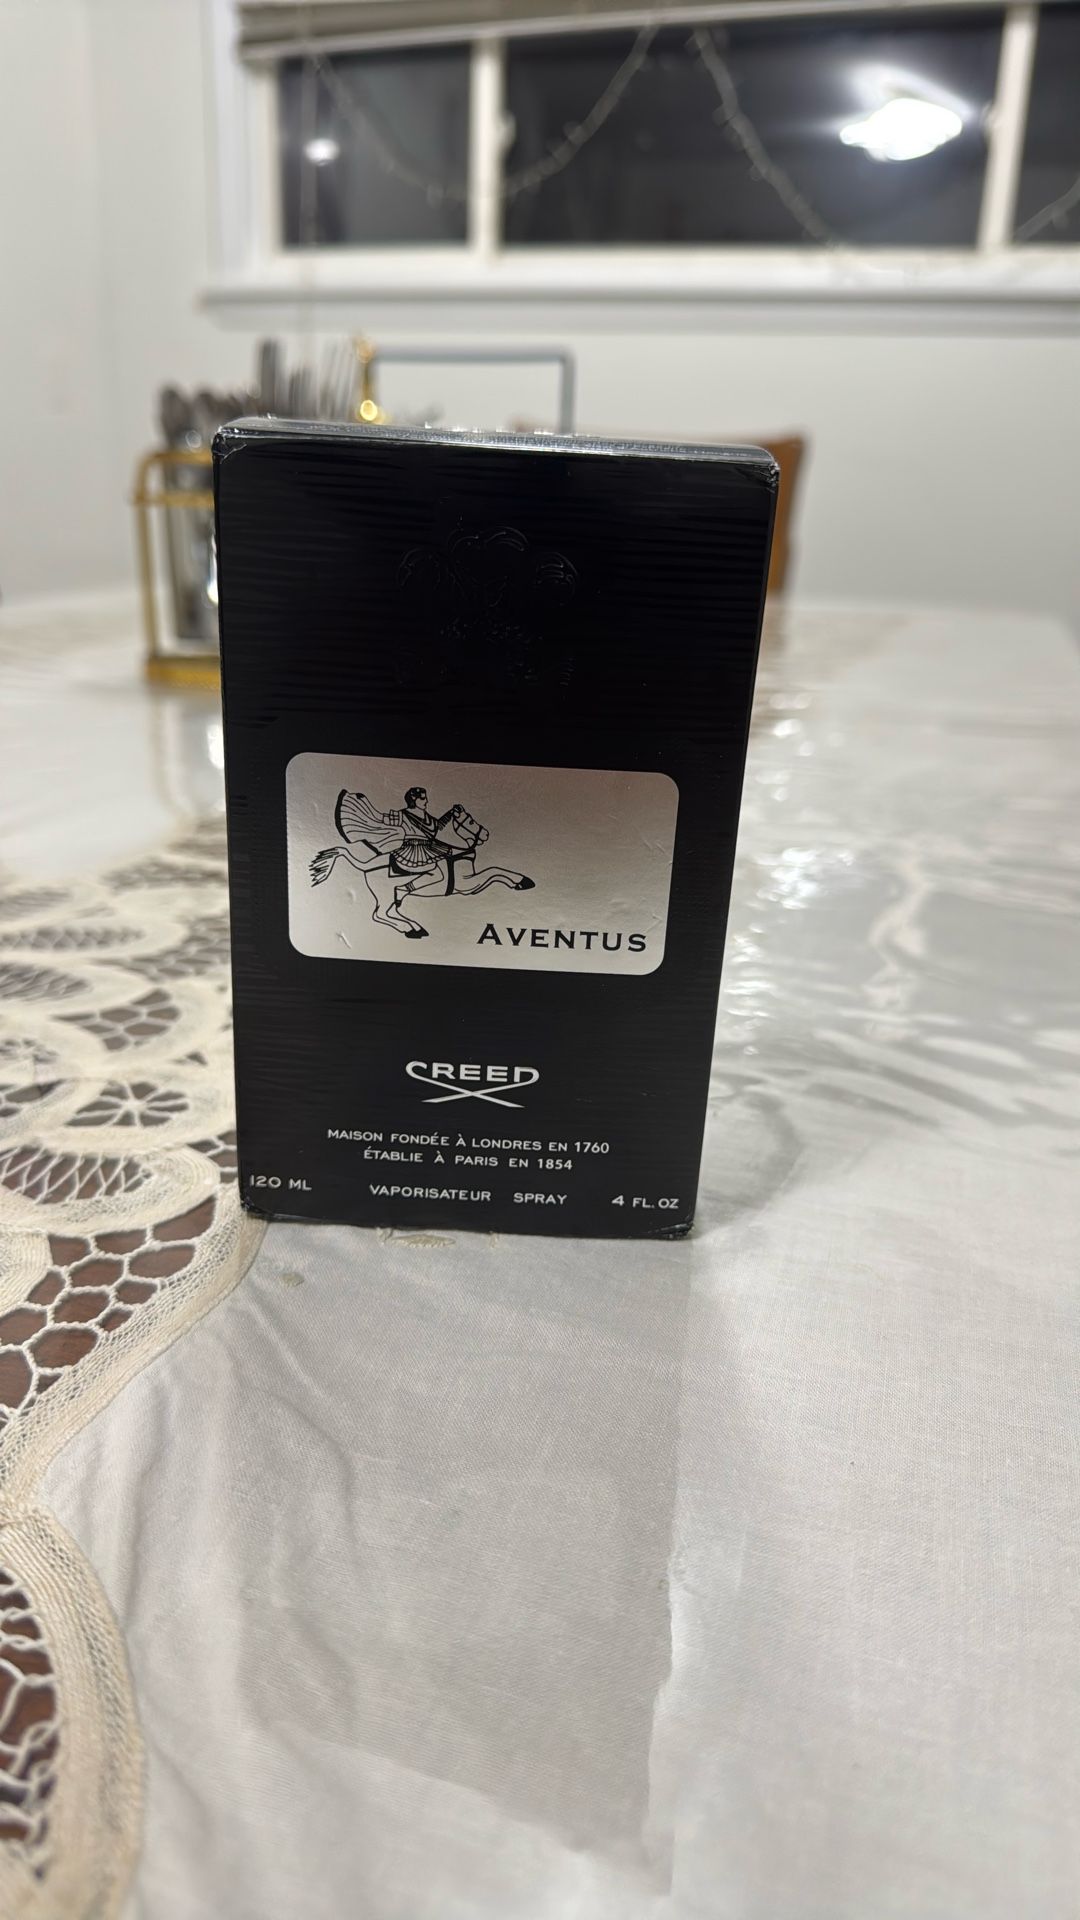 AVENTUS
CREED
MAISON FONDÉE À LONDRES EN 1760
ÉTABLIE À PARIS EN 1854
120 ML VAPORISATEUR SPRAY 4 FL. OZ